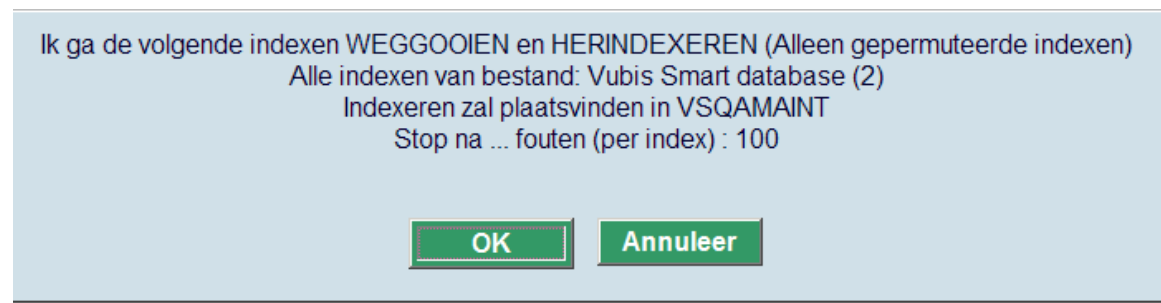 Ik ga de volgende indexen WEGGOOIEN en HERINDEXEREN (Alleen gepermuteerde indexen)
Alle indexen van bestand: Vubis Smart database (2)
Indexeren zal plaatsvinden in VSQAMAINT
Stop na ... fouten (per index) : 100
OK Annuleer